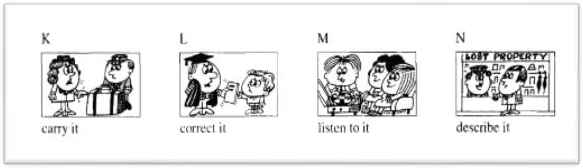 K L M N
LOST PROPERTY
carry it correct it listen to it describe it